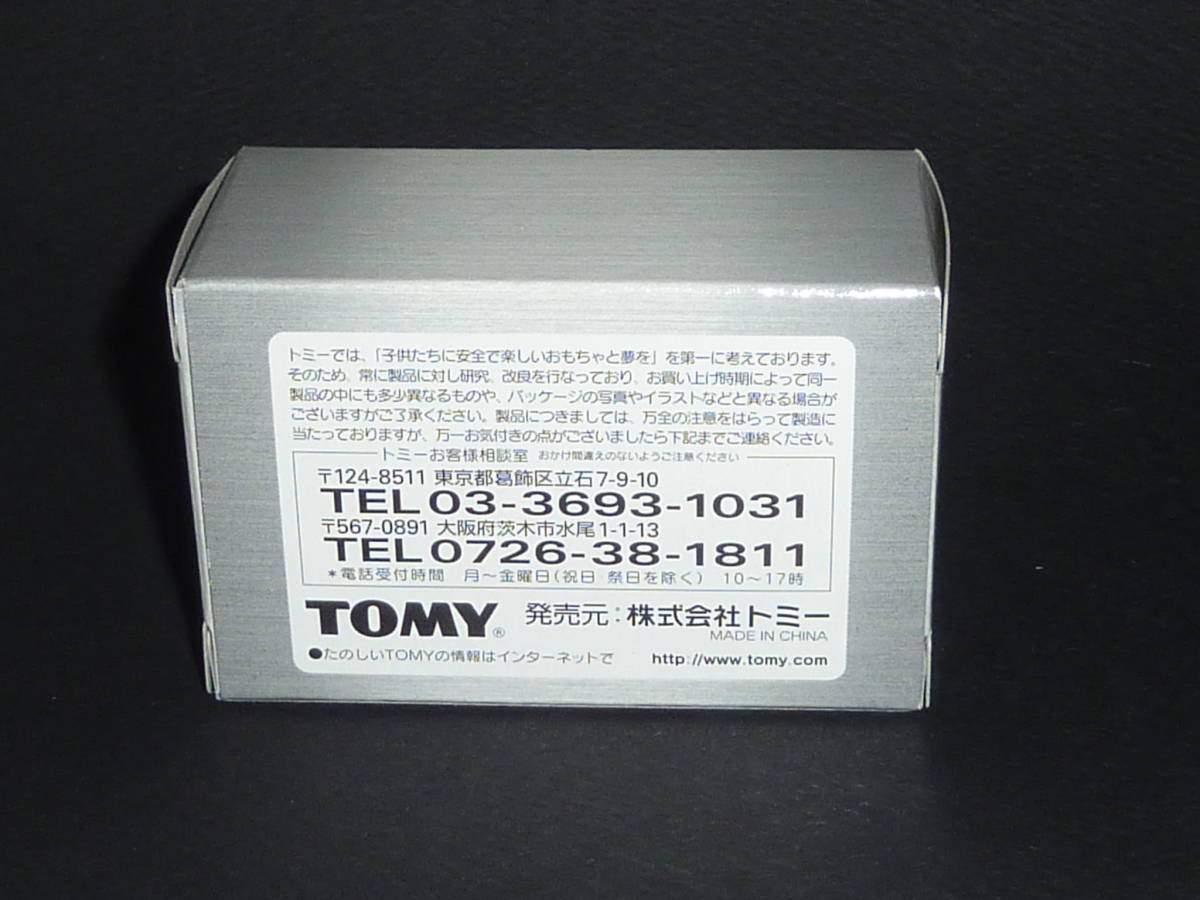 トミーでは、「子供たちに安全で楽しいおもちゃと夢を」を第一に考えております。
そのため、常に製品に対し研究、改良を行なっており、お買い上げ時期によって同一
製品の中にも多少異なるものや、パッケージの写真やイラストなどと異なる場合が
ございますがご了承ください。製品につきましては、万全の注意をはらって製造に
当たっておりますが、万一お気付きの点がございましたら下記までご連絡ください。
トミーお客様相談室 おかけ間違えのないようご注意ください
〒124-8511 東京都葛飾区立石7-9-10
TEL 03-3693-1031
〒567-0891 大阪府茨木市水尾1-1-13
TEL 0726-38-1811
*電話受付時間 月〜金曜日(祝日 祭日を除く) 10〜17時
TOMY® 発売元:株式会社トミー
MADE IN CHINA
●たのしいTOMYの情報はインターネットで http://www.tomy.com